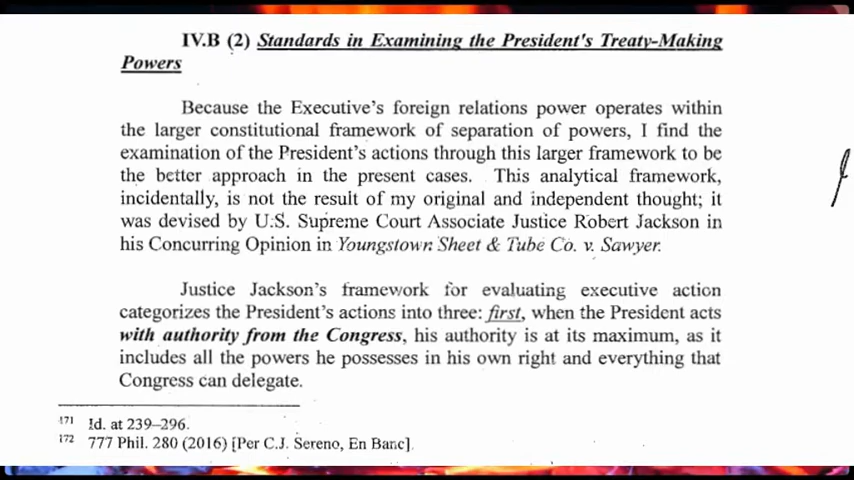 IV.B (2) Standards in Examining the President's Treaty-Making
Powers
Because the Executive's foreign relations power operates within
the larger constitutional framework of separation of powers, I find the
examination of the President's actions through this larger framework to be
the better approach in the present cases. This analytical framework,
incidentally, is not the result of my original and independent thought; it
was devised by U.S. Supreme Court Associate Justice Robert Jackson in
his Concurring Opinion in Youngstown Sheet & Tube Co. v. Sawyer.
Justice Jackson's framework for evaluating executive action
categorizes the President's actions into three: first, when the President acts
with authority from the Congress, his authority is at its maximum, as it
includes all the powers he possesses in his own right and everything that
Congress can delegate.
171 Id. at 239–296.
172 777 Phil. 280 (2016) [Per C.J. Sereno, En Banc].